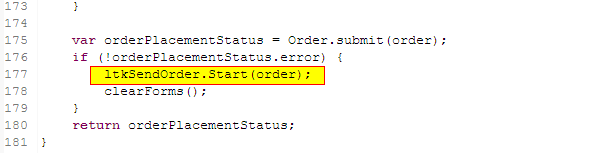 173 }
174
175 var orderPlacementStatus = Order.submit(order);
176 if (!orderPlacementStatus.error) {
177 ltkSendOrder.Start(order);
178 clearForms();
179 }
180 return orderPlacementStatus;
181 }